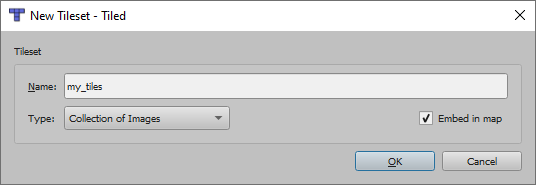 New Tileset - Tiled
Tileset
Name: my_tiles
Type: Collection of Images Embed in map
OK Cancel